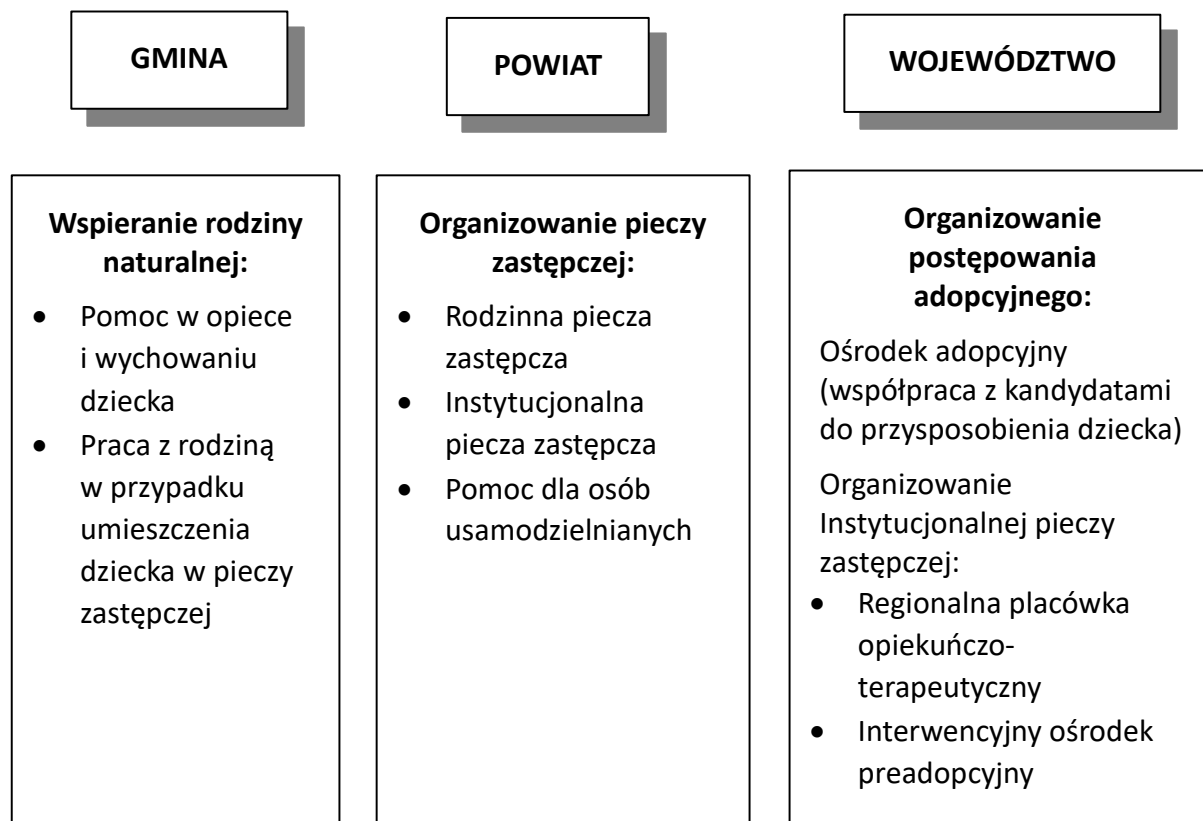 GMINA
POWIAT
WOJEWÓDZTWO
Wspieranie rodziny
naturalnej:
• Pomoc w opiece
i wychowaniu
dziecka
• Praca z rodziną
w przypadku
umieszczenia
dziecka w pieczy
zastępczej
Organizowanie pieczy
zastępczej:
• Rodzinna piecza
zastępcza
• Instytucjonalna
piecza zastępcza
• Pomoc dla osób
usamodzielnianych
Organizowanie
postępowania
adopcyjnego:
Ośrodek adopcyjny
(współpraca z kandydatami
do przysposobienia dziecka)
Organizowanie
Instytucjonalnej pieczy
zastępczej:
• Regionalna placówka
opiekuńczo-
terapeutyczny
• Interwencyjny ośrodek
preadopcyjny